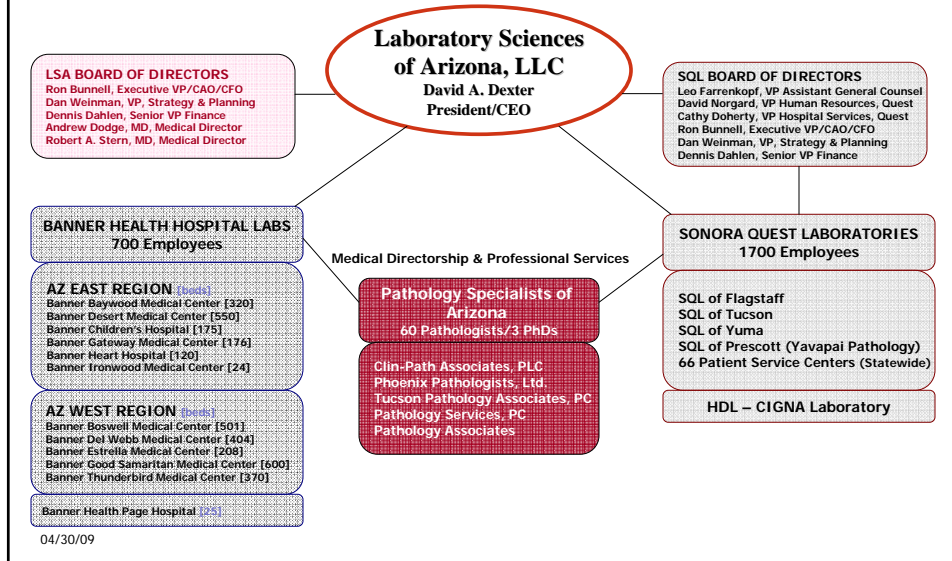 Laboratory Sciences
of Arizona, LLC
David A. Dexter
President/CEO
LSA BOARD OF DIRECTORS
Ron Bunnell, Executive VP/CAO/CFO
Dan Weinman, VP, Strategy & Planning
Dennis Dahlen, Senior VP Finance
Andrew Dodge, MD, Medical Director
Robert A. Stern, MD, Medical Director
SQL BOARD OF DIRECTORS
Leo Farrenkopf, VP Assistant General Counsel
David Norgard, VP Human Resources, Quest
Cathy Doherty, VP Hospital Services, Quest
Ron Bunnell, Executive VP/CAO/CFO
Dan Weinman, VP, Strategy & Planning
Dennis Dahlen, Senior VP Finance
BANNER HEALTH HOSPITAL LABS
700 Employees
AZ EAST REGION [beds]
Banner Baywood Medical Center [320]
Banner Desert Medical Center [550]
Banner Children's Hospital [175]
Banner Gateway Medical Center [176]
Banner Heart Hospital [120]
Banner Ironwood Medical Center [24]
AZ WEST REGION [beds]
Banner Boswell Medical Center [501]
Banner Del Webb Medical Center [404]
Banner Estrella Medical Center [208]
Banner Good Samaritan Medical Center [600]
Banner Thunderbird Medical Center [370]
Banner Health Page Hospital [25]
Medical Directorship & Professional Services
Pathology Specialists of
Arizona
60 Pathologists/3 PhDs
Clin-Path Associates, PLC
Phoenix Pathologists, Ltd.
Tucson Pathology Associates, PC
Pathology Services, PC
Pathology Associates
SONORA QUEST LABORATORIES
1700 Employees
SQL of Flagstaff
SQL of Tucson
SQL of Yuma
SQL of Prescott (Yavapai Pathology)
66 Patient Service Centers (Statewide)
HDL – CIGNA Laboratory
04/30/09